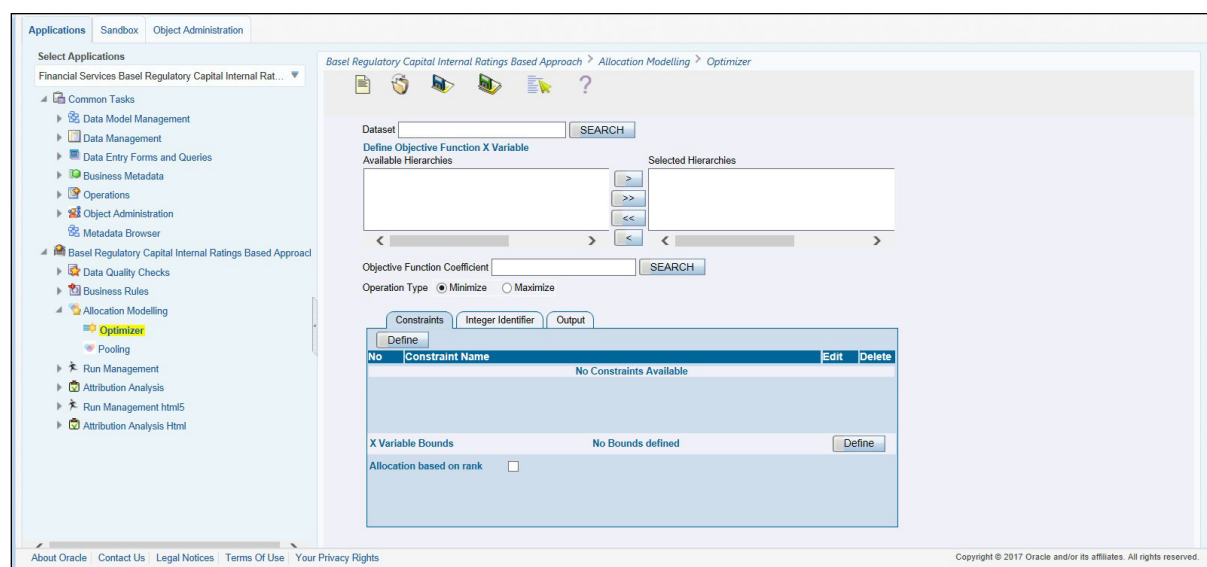 Applications Sandbox Object Administration
Select Applications
Financial Services Basel Regulatory Capital Internal Rat...
Common Tasks
Data Model Management
Data Management
Data Entry Forms and Queries
Business Metadata
Operations
Object Administration
Metadata Browser
Basel Regulatory Capital Internal Ratings Based Approacl
Data Quality Checks
Business Rules
Allocation Modelling
Optimizer
Pooling
Run Management
Attribution Analysis
Run Management html5
Attribution Analysis Html
Basel Regulatory Capital Internal Ratings Based Approach > Allocation Modelling > Optimizer
?
Dataset SEARCH
Define Objective Function X Variable
Available Hierarchies Selected Hierarchies
>
>>
<<
<
Objective Function Coefficient SEARCH
Operation Type Minimize Maximize
Constraints Integer Identifier Output
Define
No Constraint Name Edit Delete
No Constraints Available
X Variable Bounds No Bounds defined Define
Allocation based on rank
About Oracle Contact Us Legal Notices Terms Of Use Your Privacy Rights
Copyright © 2017 Oracle and/or its affiliates. All rights reserved.